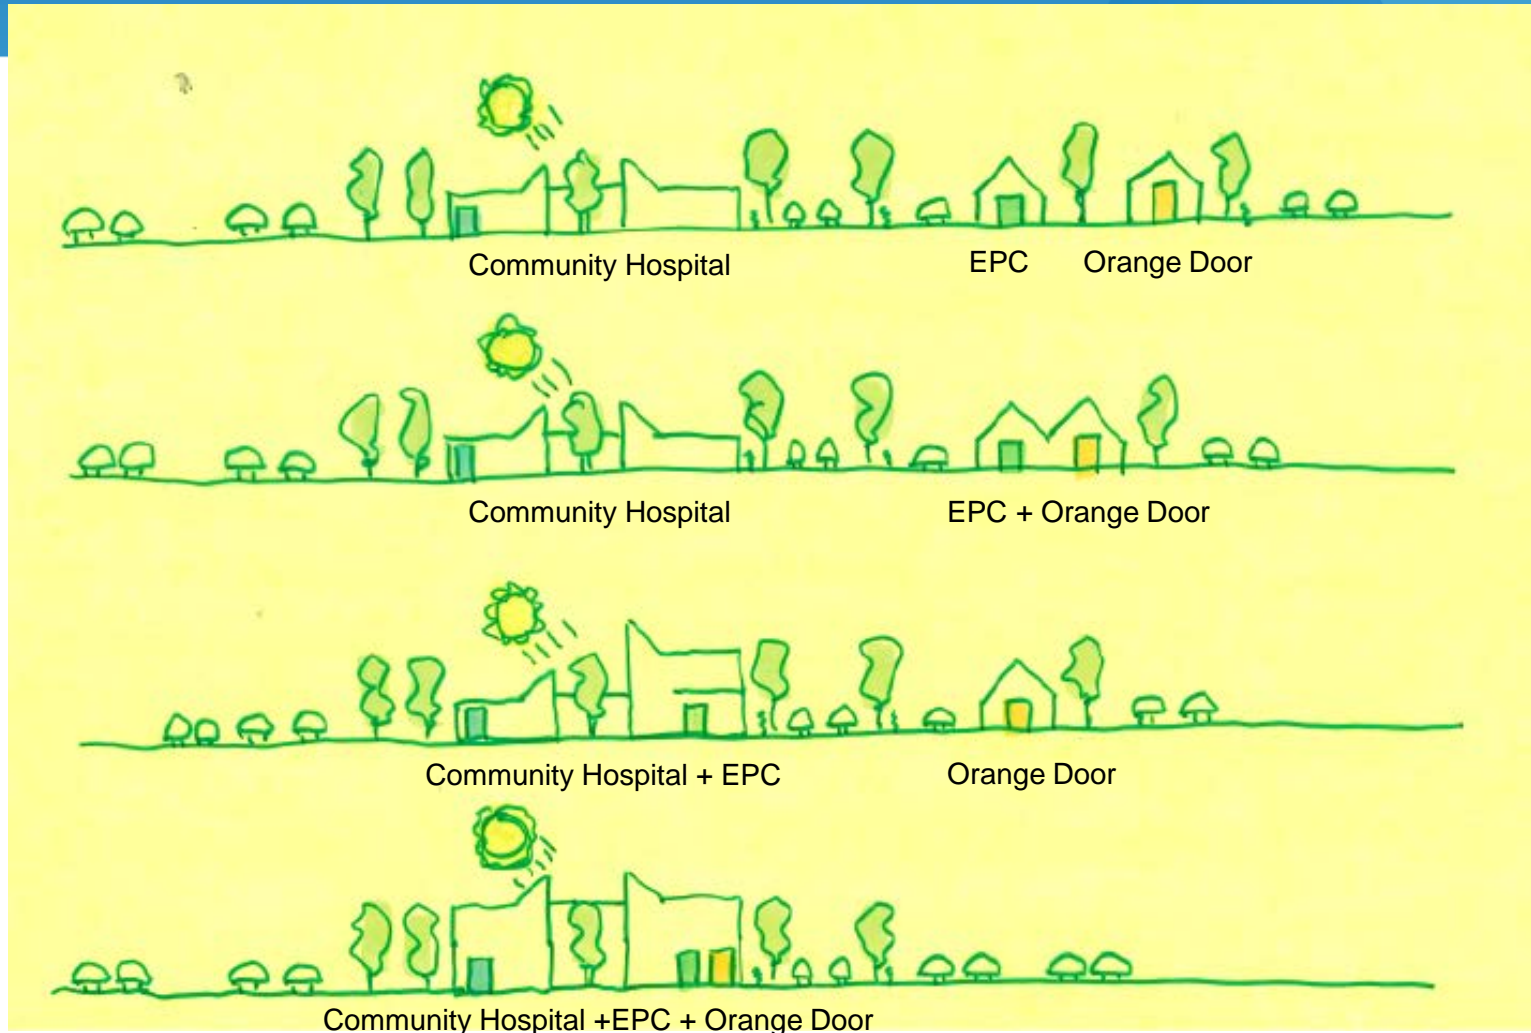 Community Hospital EPC Orange Door
Community Hospital EPC + Orange Door
Community Hospital + EPC Orange Door
Community Hospital +EPC + Orange Door